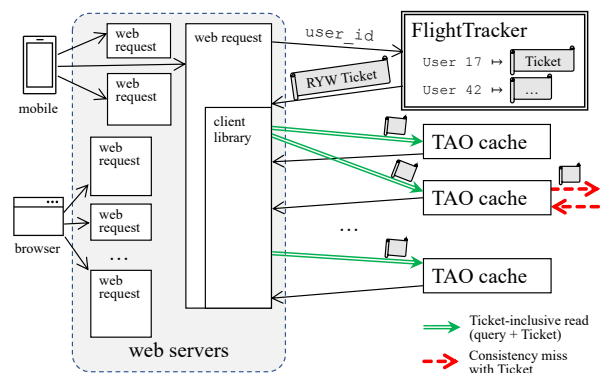 mobile
browser
web
request
web
request
web
request
web
request
…
web
request
web servers
web request
client
library
user_id
RYW Ticket
FlightTracker
User 17 ↦ Ticket
User 42 ↦ …
TAO cache
TAO cache
…
TAO cache
Ticket-inclusive read
(query + Ticket)
Consistency miss
with Ticket